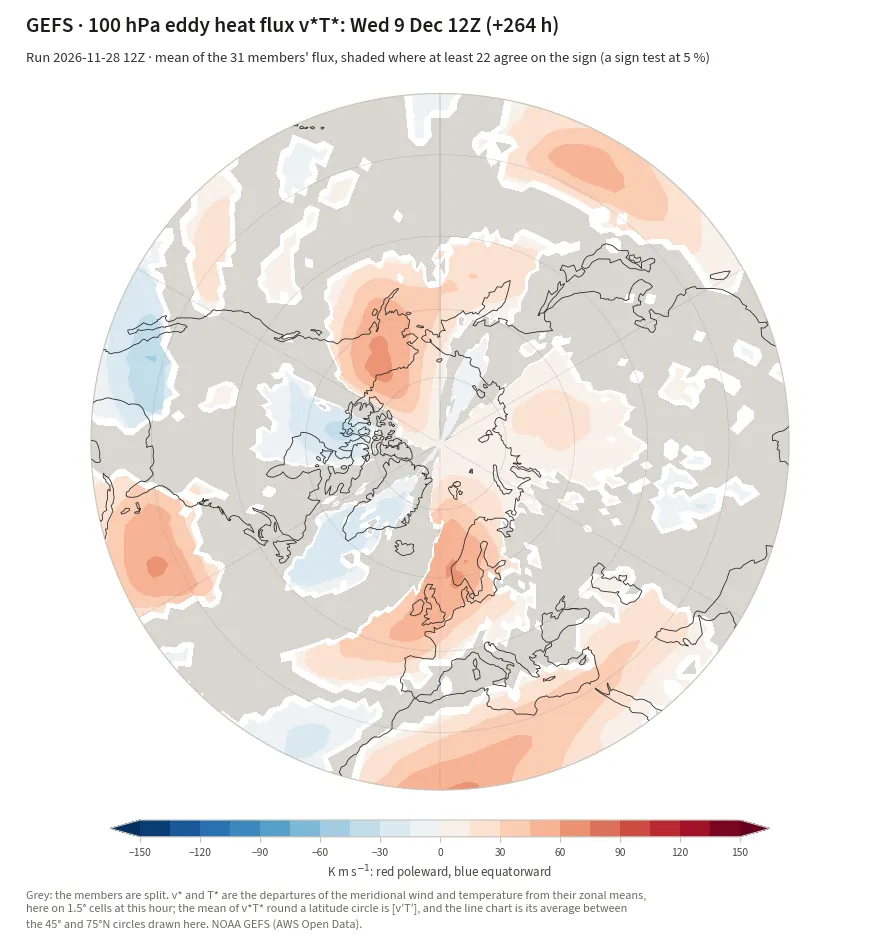 GEFS · 100 hPa eddy heat flux v*T*: Wed 9 Dec 12Z (+264 h)
Run 2026-11-28 12Z · mean of the 31 members' flux, shaded where at least 22 agree on the sign (a sign test at 5 %)
−150 −120 −90 −60 −30 0 30 60 90 120 150
K m s⁻¹: red poleward, blue equatorward
Grey: the members are split. v* and T* are the departures of the meridional wind and temperature from their zonal means,
here on 1.5° cells at this hour; the mean of v*T* round a latitude circle is [v'T'], and the line chart is its average between
the 45° and 75°N circles drawn here. NOAA GEFS (AWS Open Data).